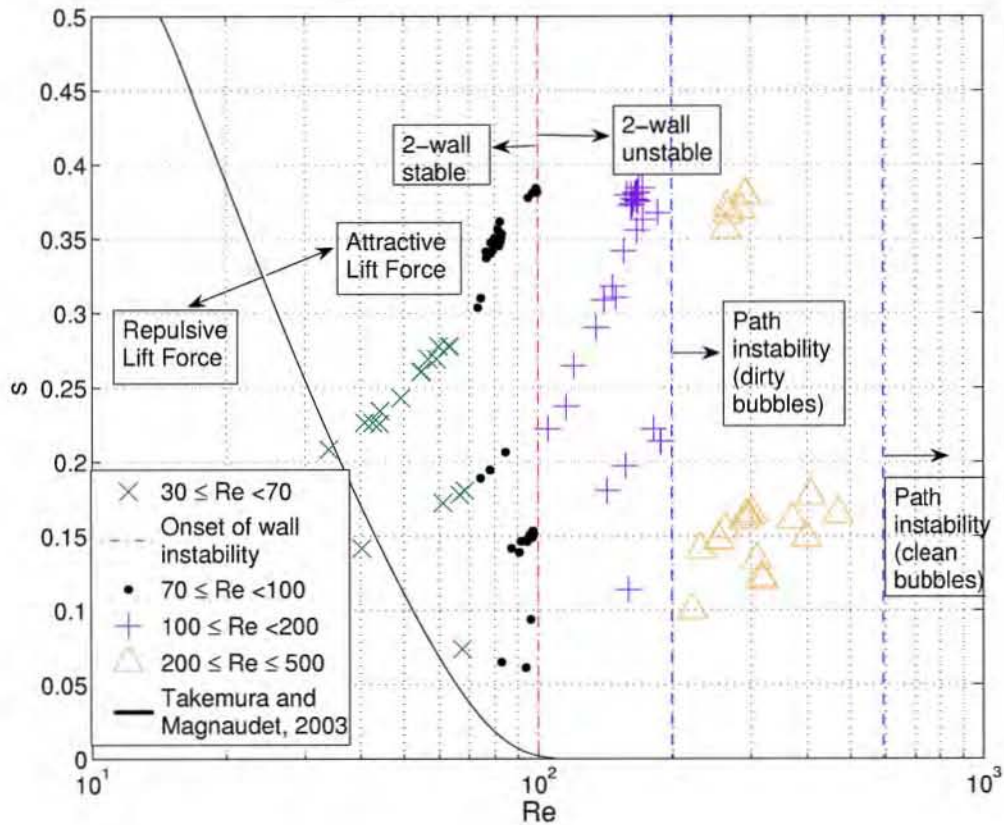 0.5
0.45
0.4
0.35
0.3
0.25
0.2
0.15
0.1
0.05
0
s
2-wall
stable
2-wall
unstable
Attractive
Lift Force
Repulsive
Lift Force
Path
instability
(dirty
bubbles)
Path
instability
(clean
bubbles)
30 ≤ Re <70
Onset of wall
instability
70 ≤ Re <100
100 ≤ Re <200
200 ≤ Re ≤ 500
Takemura and
Magnaudet, 2003
10¹
10²
10³
Re